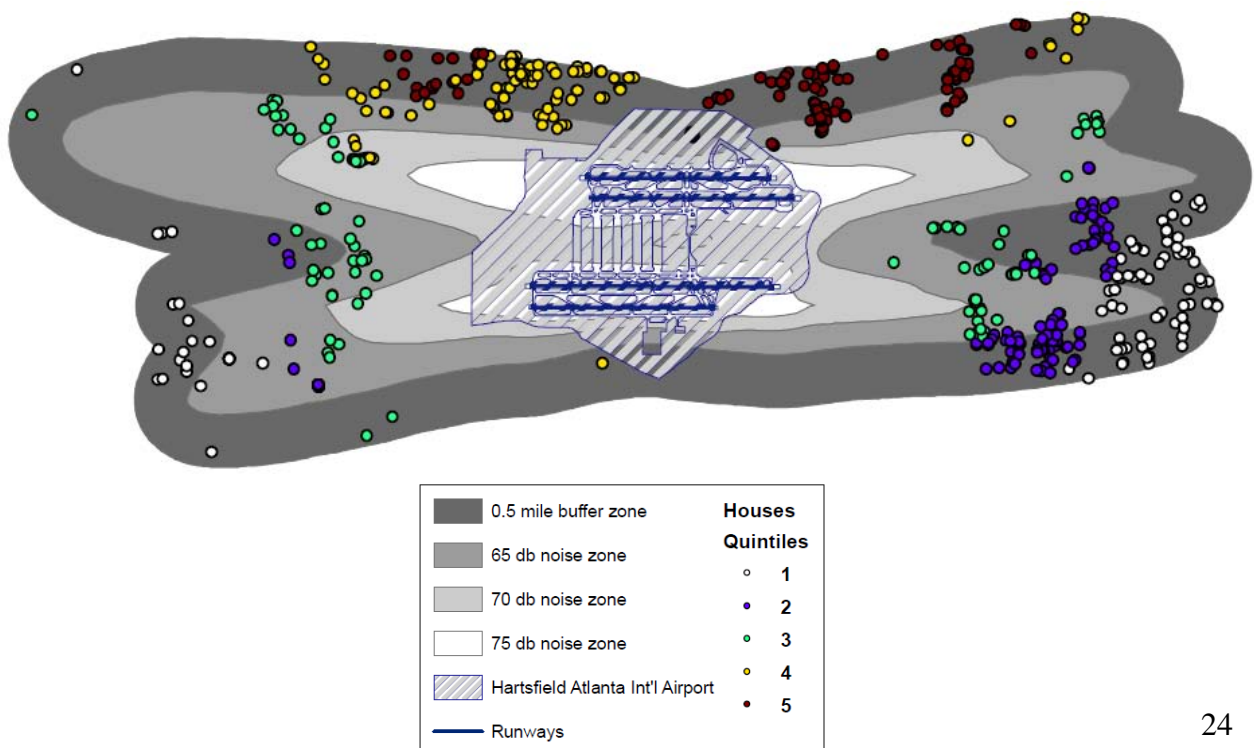 0.5 mile buffer zone
65 db noise zone
70 db noise zone
75 db noise zone
Hartsfield Atlanta Int'l Airport
Runways
Houses
Quintiles
1
2
3
4
5
24